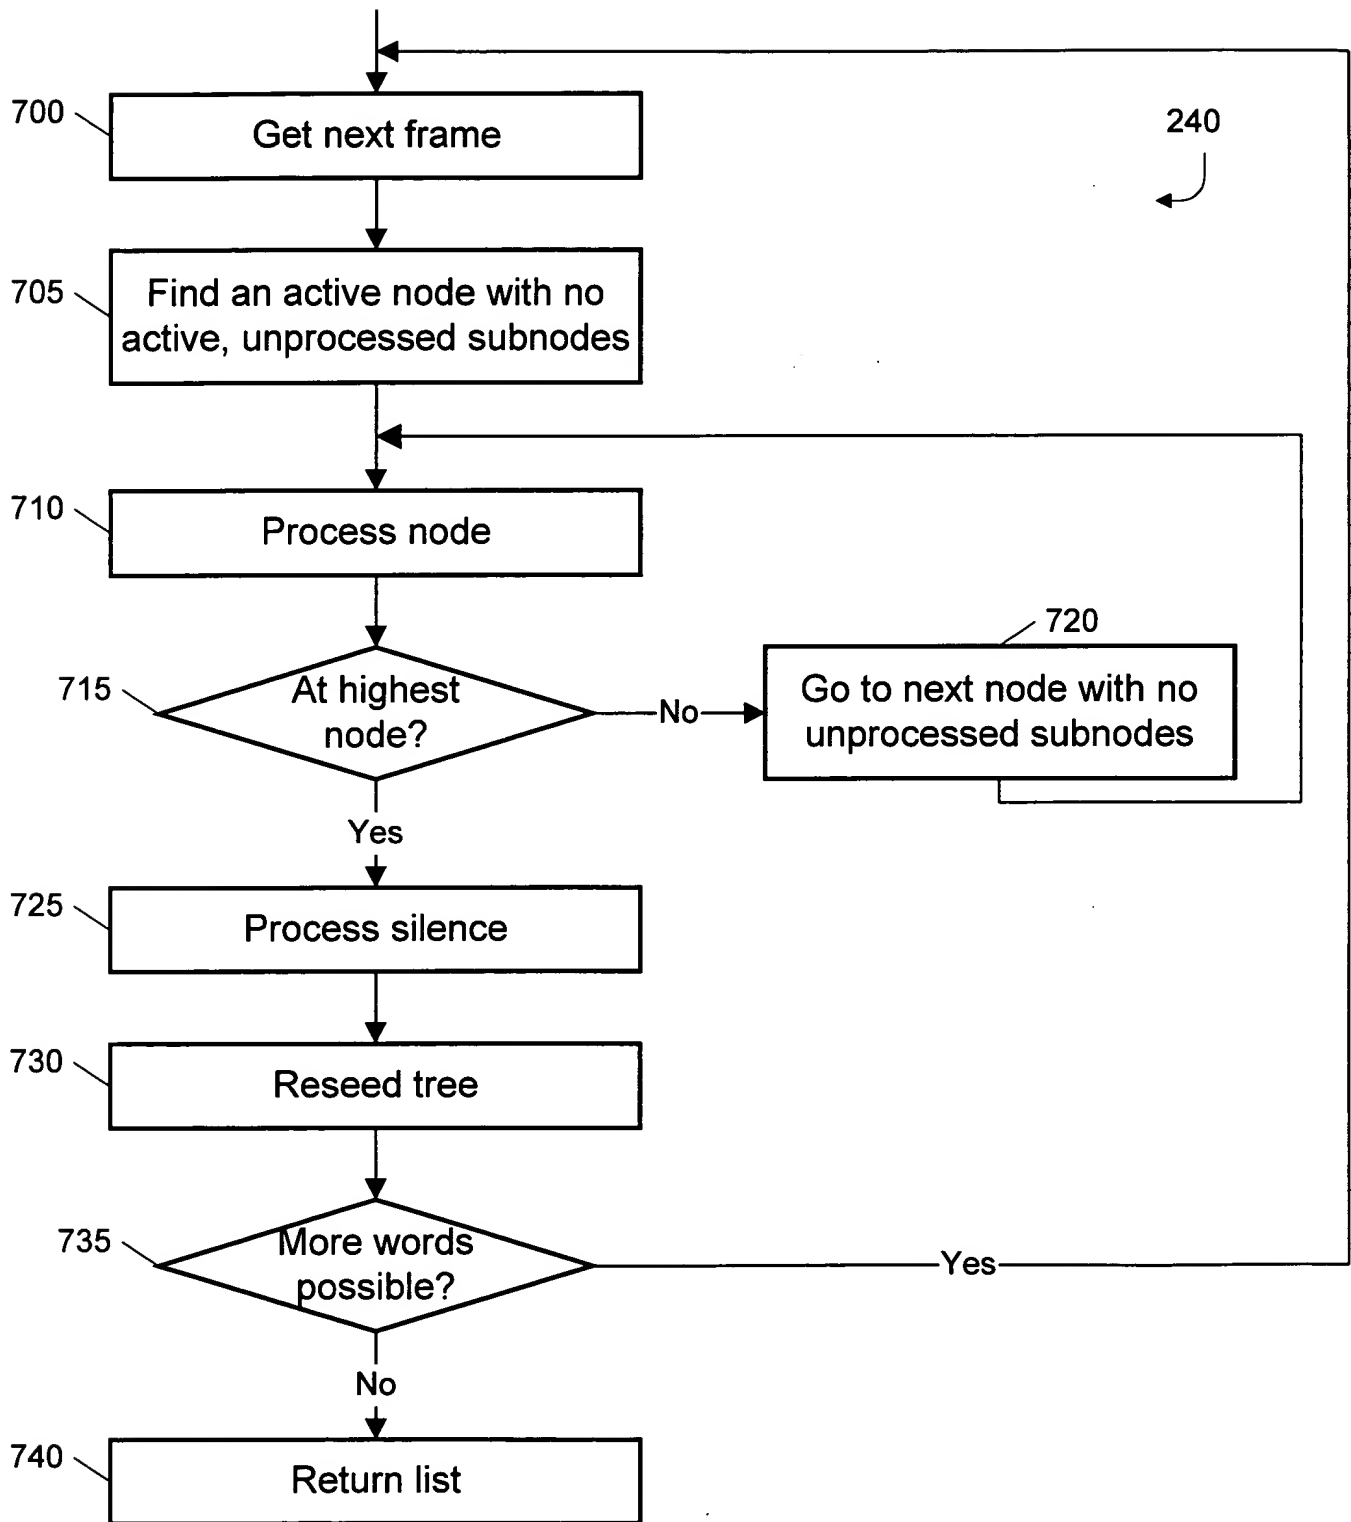 700
Get next frame
240
705
Find an active node with no
active, unprocessed subnodes
710
Process node
720
715
At highest
node?
No
Go to next node with no
unprocessed subnodes
Yes
725
Process silence
730
Reseed tree
735
More words
possible?
Yes
No
740
Return list